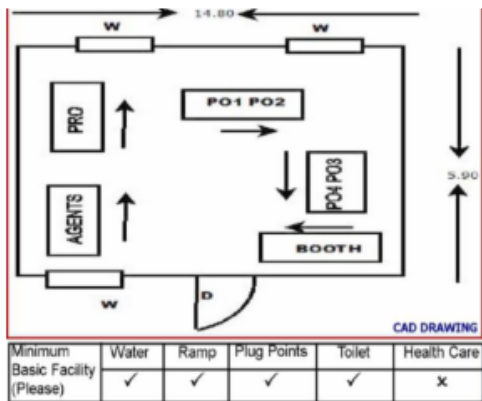 14.80
W
W
PRO
PO1 PO2
PO4 PO3
5.90
AGENTS
BOOTH
W
D
CAD DRAWING
Minimum Basic Facility (Please) Water Ramp Plug Points Toilet Health Care
✓ ✓ ✓ ✓ x